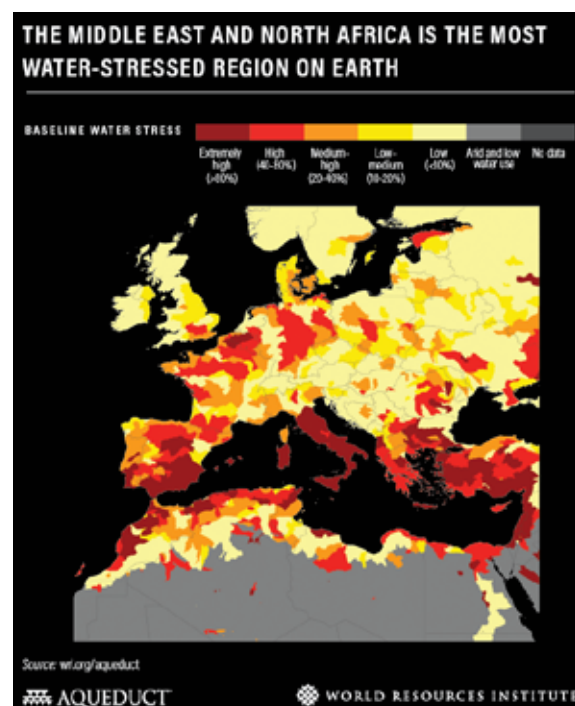 THE MIDDLE EAST AND NORTH AFRICA IS THE MOST
WATER-STRESSED REGION ON EARTH
BASELINE WATER STRESS
Extremely high (>80%)
High (40-80%)
Medium-high (20-40%)
Low-medium (10-20%)
Low (<10%)
Arid and low water use
No data
Source: wri.org/aqueduct
AQUEDUCT
WORLD RESOURCES INSTITUTE